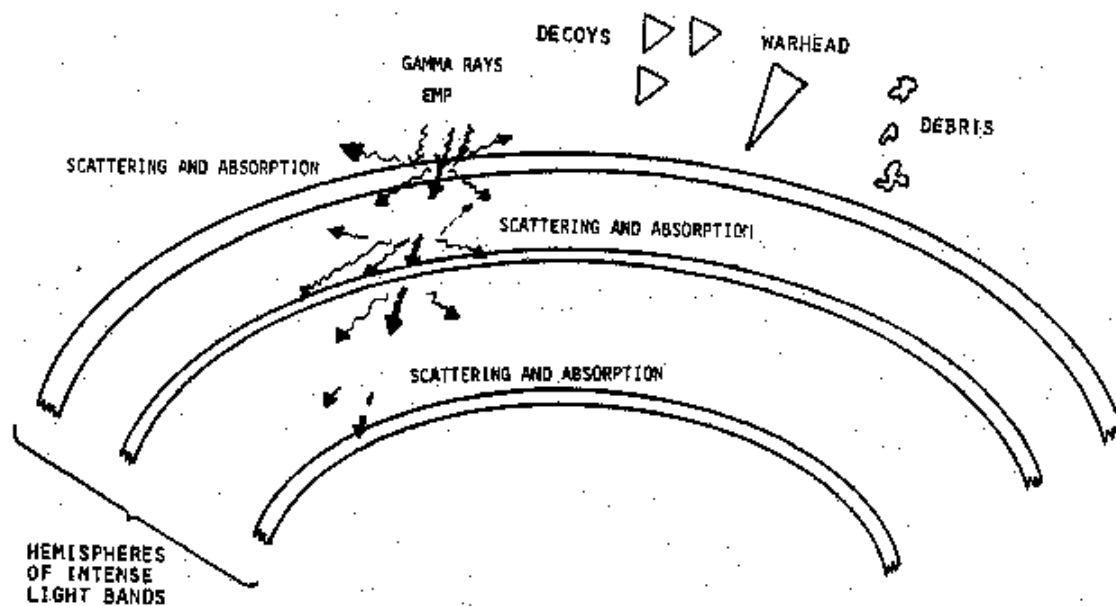 DECOYS
WARHEAD
GAMMA RAYS
EMP
DEBRIS
SCATTERING AND ABSORPTION
SCATTERING AND ABSORPTION
SCATTERING AND ABSORPTION
HEMISPHERES
OF INTENSE
LIGHT BANDS